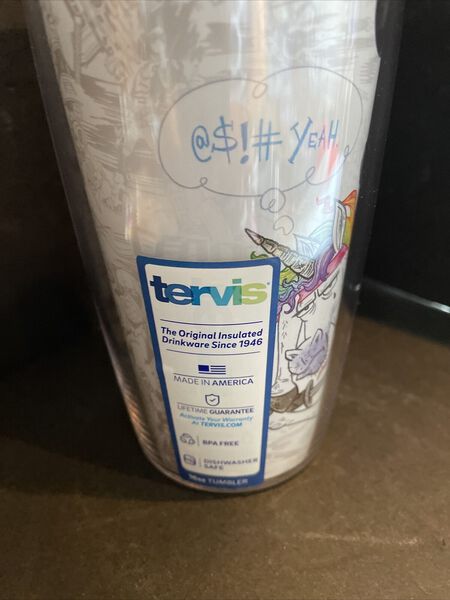 @$!# YEAH
tervis
The Original Insulated
Drinkware Since 1946
MADE IN AMERICA
LIFETIME GUARANTEE
Activate Your Warranty
At TERVIS.COM
BPA FREE
DISHWASHER
SAFE
16oz TUMBLER